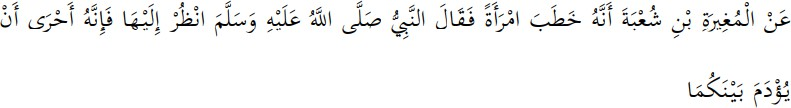 عَنْ الْمُغِيرَةِ بْنِ شُعْبَةَ أَنَّهُ خَطَبَ امْرَأَةً فَقَالَ النَّبِيُّ صَلَّى اللَّهُ عَلَيْهِ وَسَلَّمَ انْظُرْ إِلَيْهَا فَإِنَّهُ أَحْرَى أَنْ
يُؤْدَمَ بَيْنَكُمَا